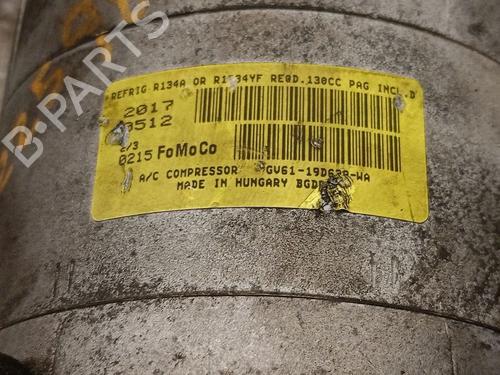 B-PARTS
REFRIG R134A OR R1234YF REQD.130CC PAG INCL.D
2017
0512
2/3
0215 FoMoCo
A/C COMPRESSOR GV61-19D629-WA
MADE IN HUNGARY